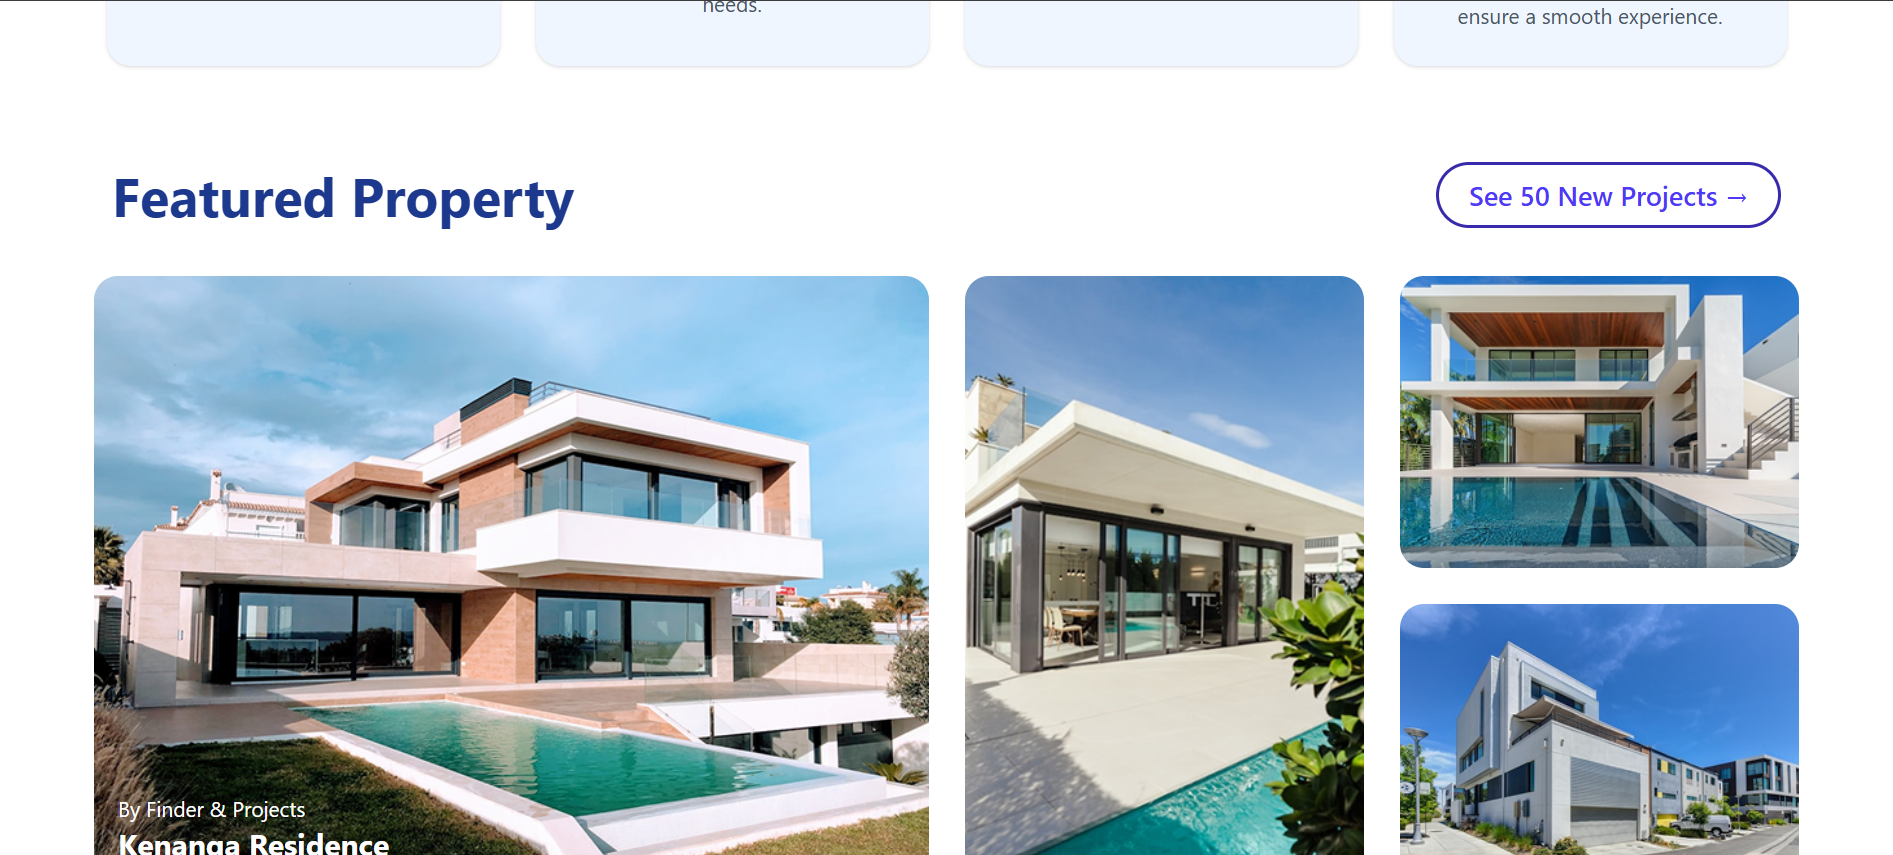 needs.
ensure a smooth experience.
Featured Property
See 50 New Projects →
By Finder & Projects
Kenanga Residence